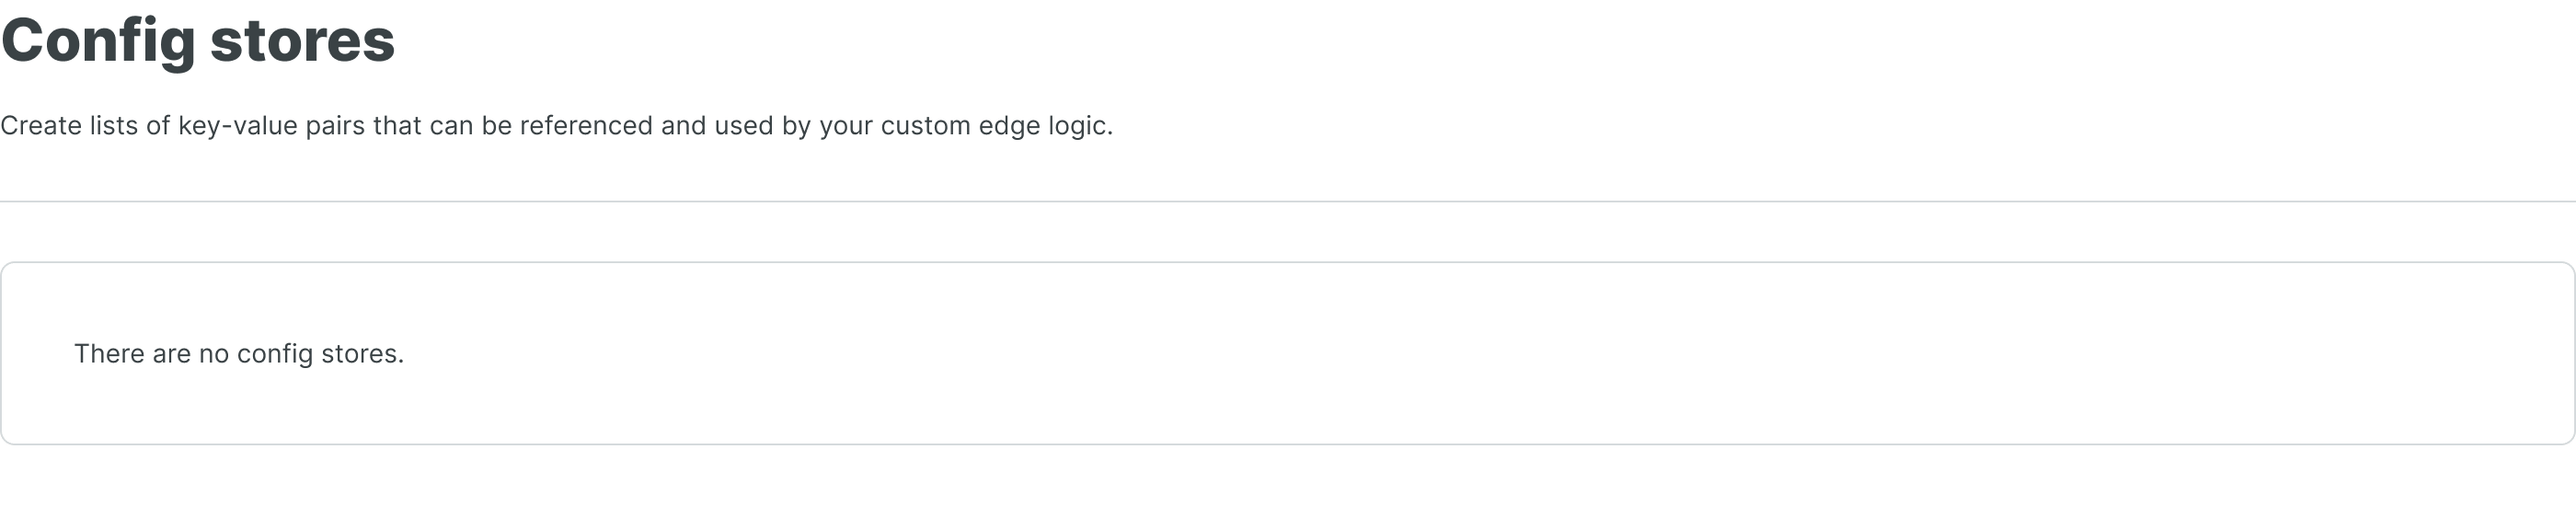 Config stores
Create lists of key-value pairs that can be referenced and used by your custom edge logic.
There are no config stores.